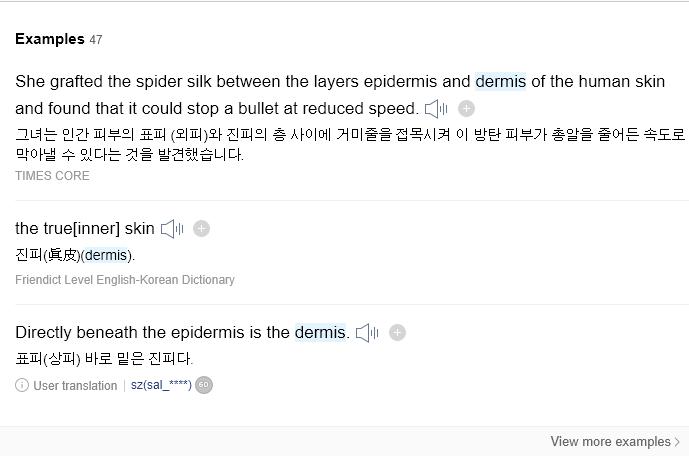 Examples 47
She grafted the spider silk between the layers epidermis and dermis of the human skin
and found that it could stop a bullet at reduced speed.
그녀는 인간 피부의 표피 (외피)와 진피의 층 사이에 거미줄을 접목시켜 이 방탄 피부가 총알을 줄어든 속도로
막아낼 수 있다는 것을 발견했습니다.
TIMES CORE
the true[inner] skin
진피(眞皮)(dermis).
Friendict Level English-Korean Dictionary
Directly beneath the epidermis is the dermis.
표피(상피) 바로 밑은 진피다.
User translation | sz(sal_****) 60
View more examples >